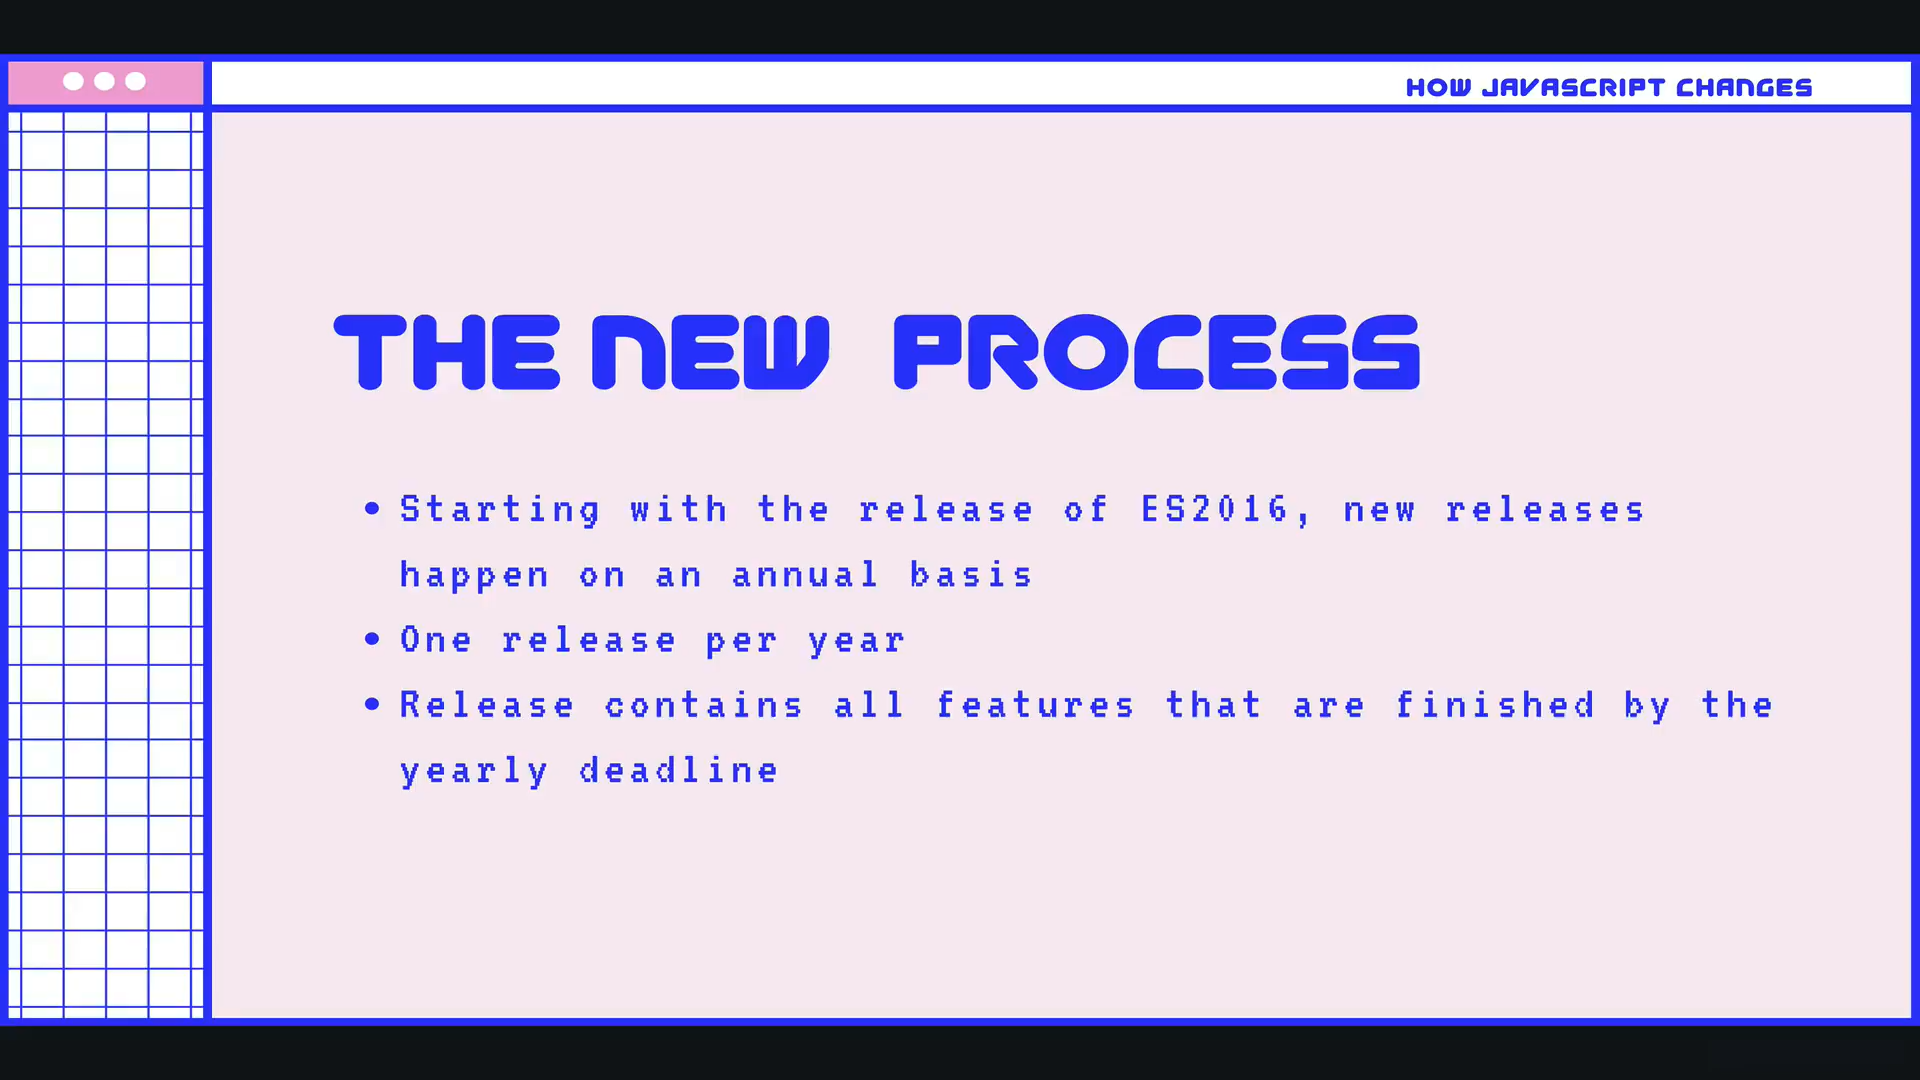 HOW JAVASCRIPT CHANGES
THE NEW PROCESS
• Starting with the release of ES2016, new releases
happen on an annual basis
• One release per year
• Release contains all features that are finished by the
yearly deadline